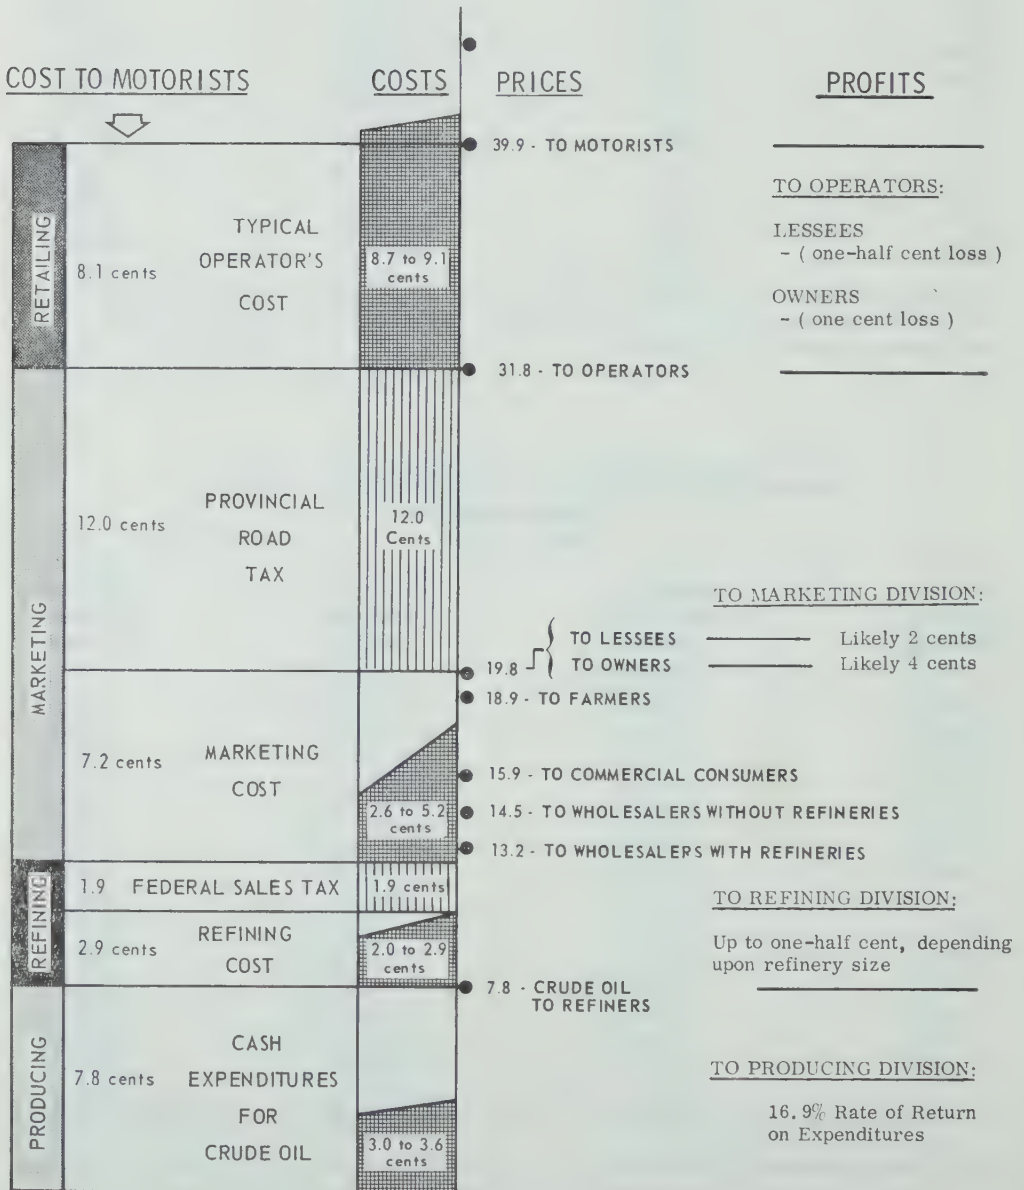 COST TO MOTORISTS
COSTS
PRICES
PROFITS
RETAILING
8.1 cents
TYPICAL
OPERATOR'S
COST
8.7 to 9.1
cents
39.9 - TO MOTORISTS
TO OPERATORS:
LESSEES
- ( one-half cent loss )
OWNERS
- ( one cent loss )
31.8 - TO OPERATORS
MARKETING
12.0 cents
PROVINCIAL
ROAD
TAX
12.0
Cents
TO MARKETING DIVISION:
19.8
TO LESSEES
Likely 2 cents
TO OWNERS
Likely 4 cents
18.9 - TO FARMERS
7.2 cents
MARKETING
COST
2.6 to 5.2
cents
15.9 - TO COMMERCIAL CONSUMERS
14.5 - TO WHOLESALERS WITHOUT REFINERIES
13.2 - TO WHOLESALERS WITH REFINERIES
REFINING
1.9 FEDERAL SALES TAX
1.9 cents
2.9 cents
REFINING
COST
2.0 to 2.9
cents
TO REFINING DIVISION:
Up to one-half cent, depending
upon refinery size
7.8 - CRUDE OIL
TO REFINERS
PRODUCING
7.8 cents
CASH
EXPENDITURES
FOR
CRUDE OIL
3.0 to 3.6
cents
TO PRODUCING DIVISION:
16.9% Rate of Return
on Expenditures